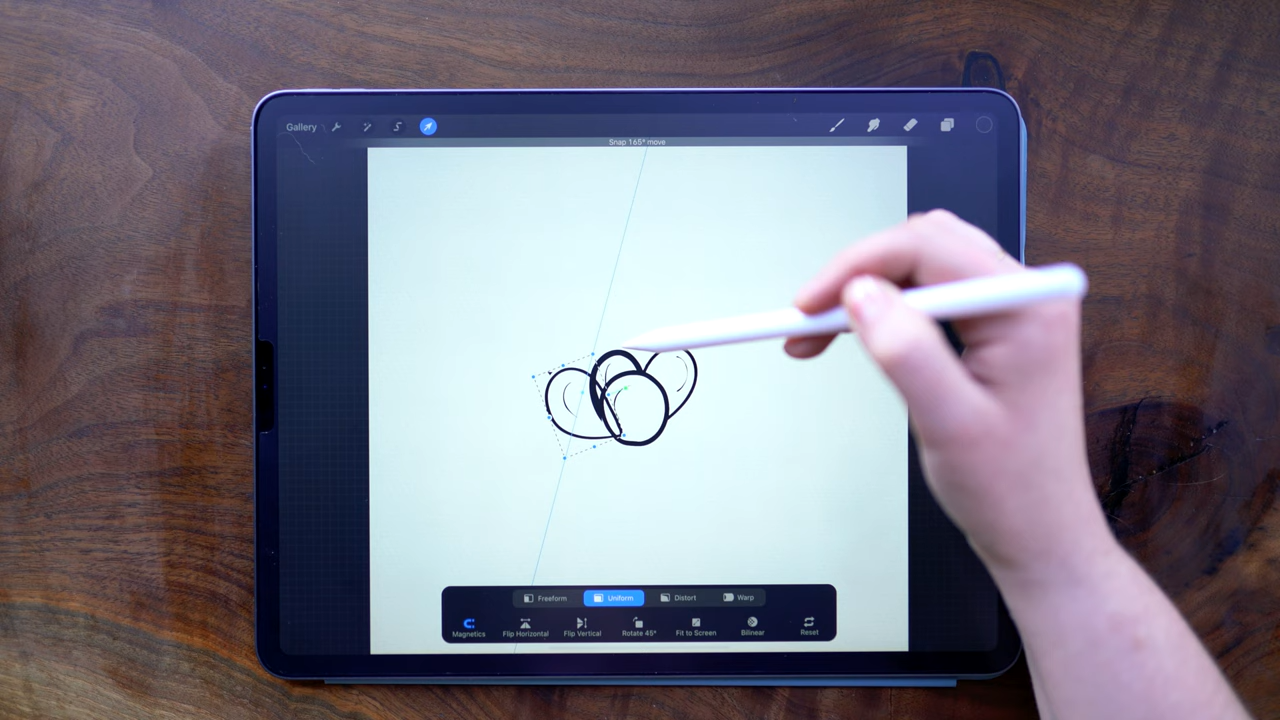 Gallery
Snap 165° move
Freeform Uniform Distort Warp
Magnetics Flip Horizontal Flip Vertical Rotate 45° Fit to Screen Bilinear Reset